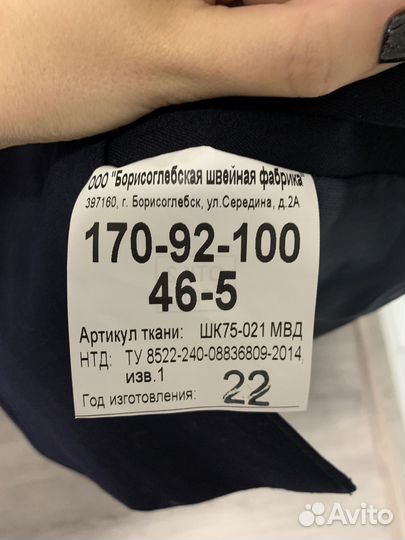 ООО "Борисоглебская швейная фабрика"
397160, г. Борисоглебск, ул.Середина, д.2А
170-92-100
46-5
Артикул ткани: ШК75-021 МВД
НТД: ТУ 8522-240-08836809-2014
изв.1
Год изготовления: 22
Avito